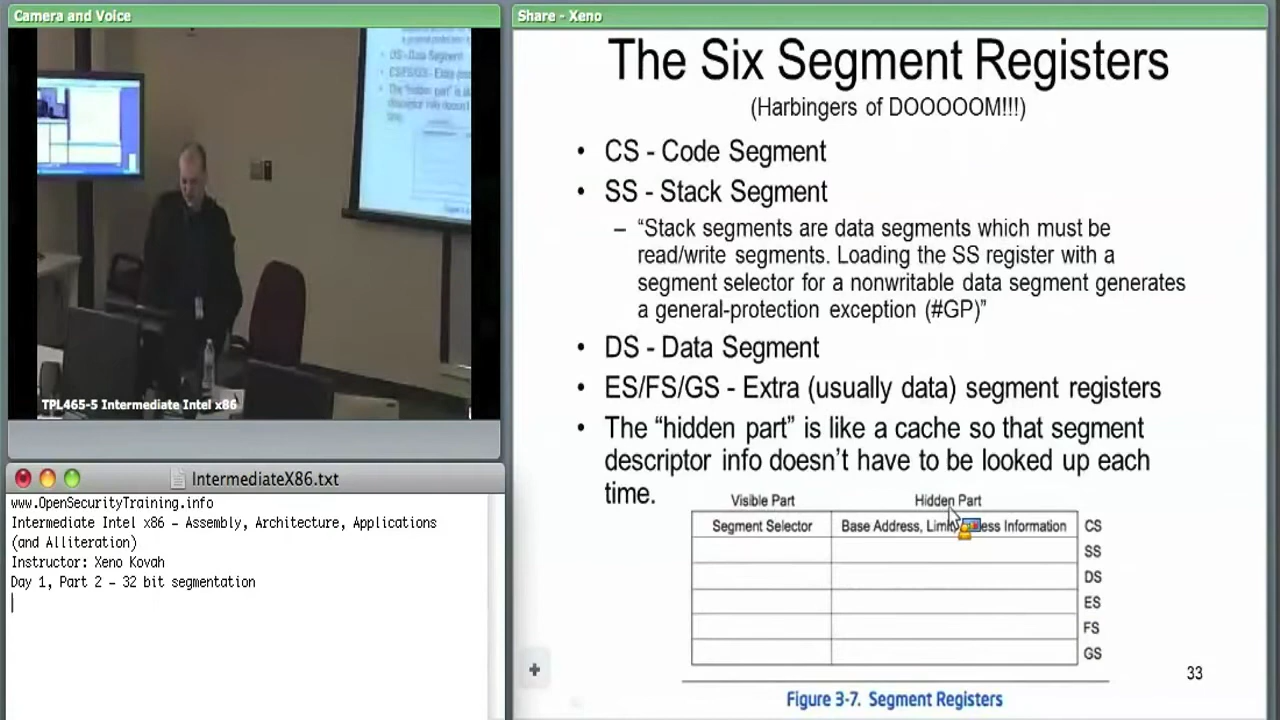 Camera and Voice
DS - Data Segment
TPL465-5 Intermediate Intel x86
IntermediateX86.txt
www.OpenSecurityTraining.info
Intermediate Intel x86 – Assembly, Architecture, Applications
(and Alliteration)
Instructor: Xeno Kovah
Day 1, Part 2 – 32 bit segmentation
Share - Xeno
The Six Segment Registers
(Harbingers of DOOOOOM!!!)
• CS - Code Segment
• SS - Stack Segment
– “Stack segments are data segments which must be
read/write segments. Loading the SS register with a
segment selector for a nonwritable data segment generates
a general-protection exception (#GP)”
• DS - Data Segment
• ES/FS/GS - Extra (usually data) segment registers
• The “hidden part” is like a cache so that segment
descriptor info doesn’t have to be looked up each
time.
Visible Part Hidden Part
Segment Selector Base Address, Information CS
SS
DS
ES
FS
GS
33
Figure 3-7. Segment Registers